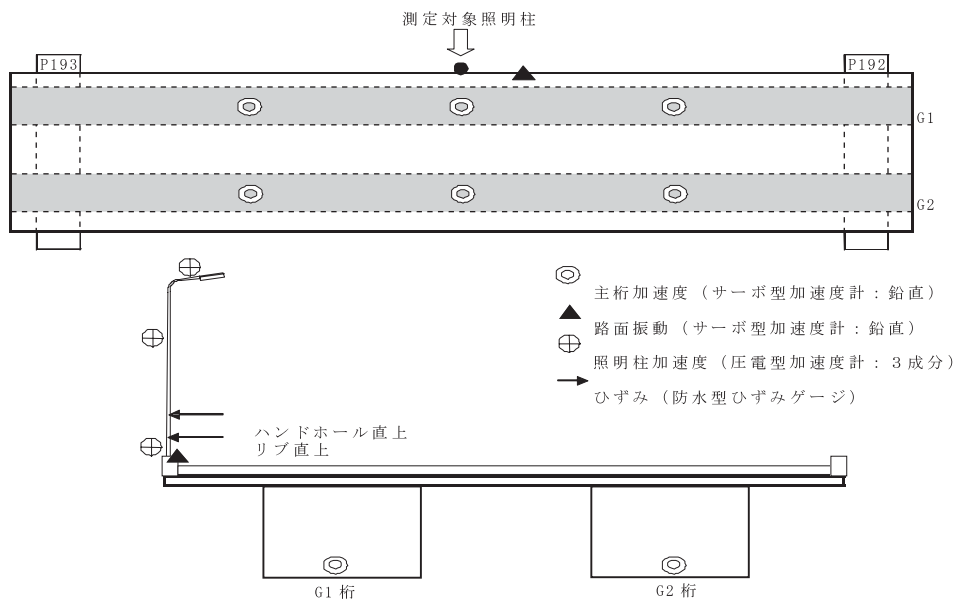 測定対象照明柱
P193
P192
G1
G2
主桁加速度（サーボ型加速度計：鉛直）
路面振動（サーボ型加速度計：鉛直）
照明柱加速度（圧電型加速度計：３成分）
ひずみ（防水型ひずみゲージ）
ハンドホール直上
リブ直上
G1桁
G2桁